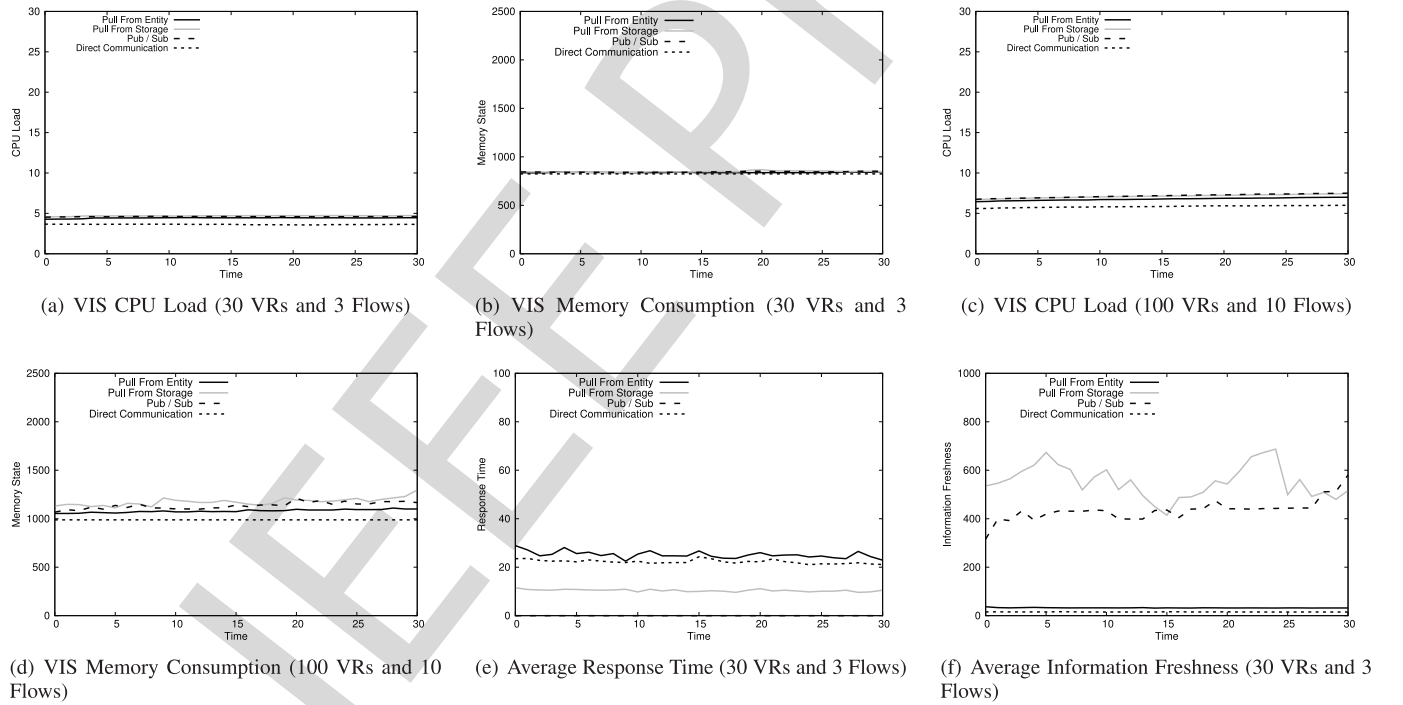 30
25
20
15
10
5
0
CPU Load
Pull From Entity
Pull From Storage
Pub / Sub
Direct Communication
0 5 10 15 20 25 30
Time
(a) VIS CPU Load (30 VRs and 3 Flows)
2500
2000
1500
1000
500
0
Memory State
Pull From Entity
Pull From Storage
Pub / Sub
Direct Communication
0 5 10 15 20 25 30
Time
(b) VIS Memory Consumption (30 VRs and 3
Flows)
30
25
20
15
10
5
0
CPU Load
Pull From Entity
Pull From Storage
Pub / Sub
Direct Communication
0 5 10 15 20 25 30
Time
(c) VIS CPU Load (100 VRs and 10 Flows)
2500
2000
1500
1000
500
0
Memory State
Pull From Entity
Pull From Storage
Pub / Sub
Direct Communication
0 5 10 15 20 25 30
Time
(d) VIS Memory Consumption (100 VRs and 10
Flows)
100
80
60
40
20
0
Response Time
Pull From Entity
Pull From Storage
Pub / Sub
Direct Communication
0 5 10 15 20 25 30
Time
(e) Average Response Time (30 VRs and 3 Flows)
1000
800
600
400
200
0
Information Freshness
Pull From Entity
Pull From Storage
Pub / Sub
Direct Communication
0 5 10 15 20 25 30
Time
(f) Average Information Freshness (30 VRs and 3
Flows)
IEEE P